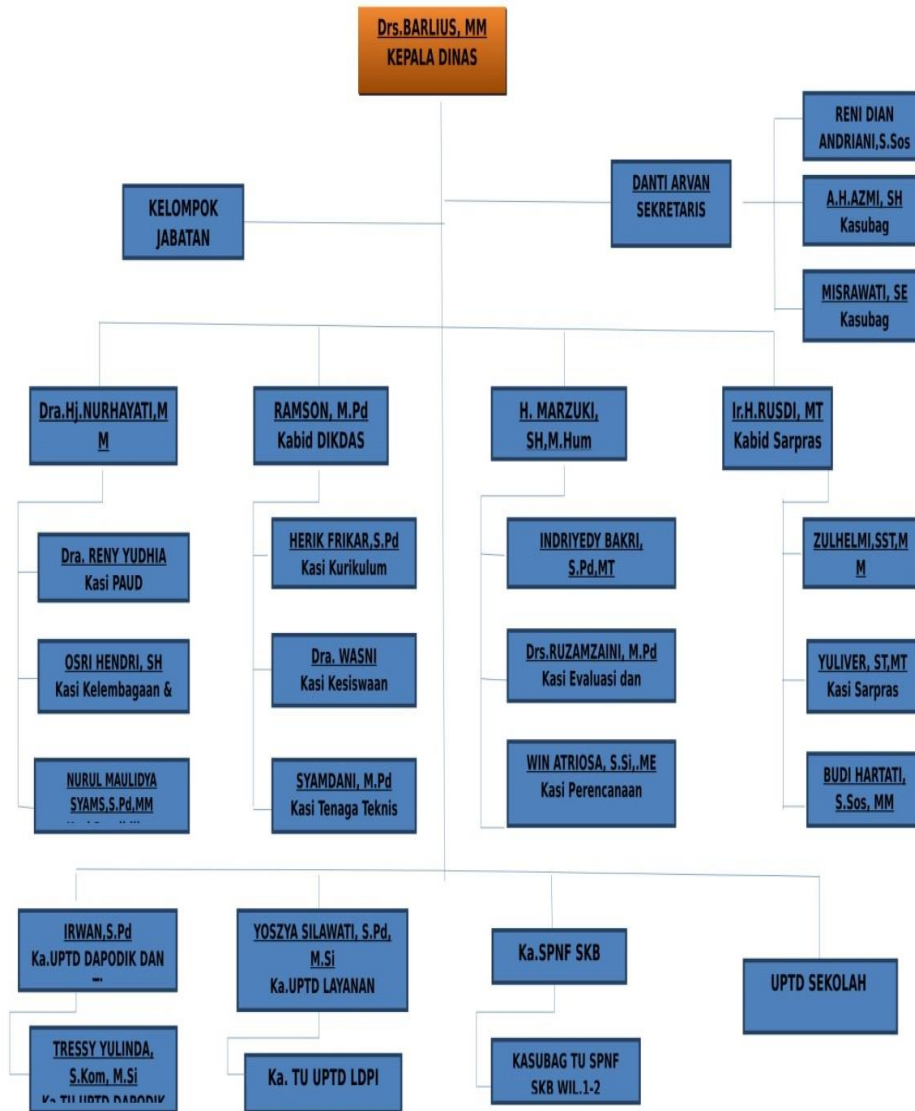 Drs.BARLIUS, MM
KEPALA DINAS
RENI DIAN
ANDRIANI,S.Sos
KELOMPOK
JABATAN
DANTI ARVAN
SEKRETARIS
A.H.AZMI, SH
Kasubag
MISRAWATI, SE
Kasubag
Dra.Hj.NURHAYATI,M
M
RAMSON, M.Pd
Kabid DIKDAS
H. MARZUKI,
SH,M.Hum
Ir.H.RUSDI, MT
Kabid Sarpras
Dra. RENY YUDHIA
Kasi PAUD
HERIK FRIKAR,S.Pd
Kasi Kurikulum
INDRIYEDY BAKRI,
S.Pd,MT
ZULHELMI,SST,M
M
OSRI HENDRI, SH
Kasi Kelembagaan &
Dra. WASNI
Kasi Kesiswaan
Drs.RUZAMZAINI, M.Pd
Kasi Evaluasi dan
YULIVER, ST,MT
Kasi Sarpras
NURUL MAULIDYA
SYAMS,S.Pd,MM
SYAMDANI, M.Pd
Kasi Tenaga Teknis
WIN ATRIOSA, S.Si,.ME
Kasi Perencanaan
BUDI HARTATI,
S.Sos, MM
IRWAN,S.Pd
Ka.UPTD DAPODIK DAN
YOSZYA SILAWATI, S.Pd,
M.Si
Ka.UPTD LAYANAN
Ka.SPNF SKB
UPTD SEKOLAH
TRESSY YULINDA,
S.Kom, M.Si
Ka.TU UPTD DAPODIK
Ka. TU UPTD LDPI
KASUBAG TU SPNF
SKB WIL.1-2